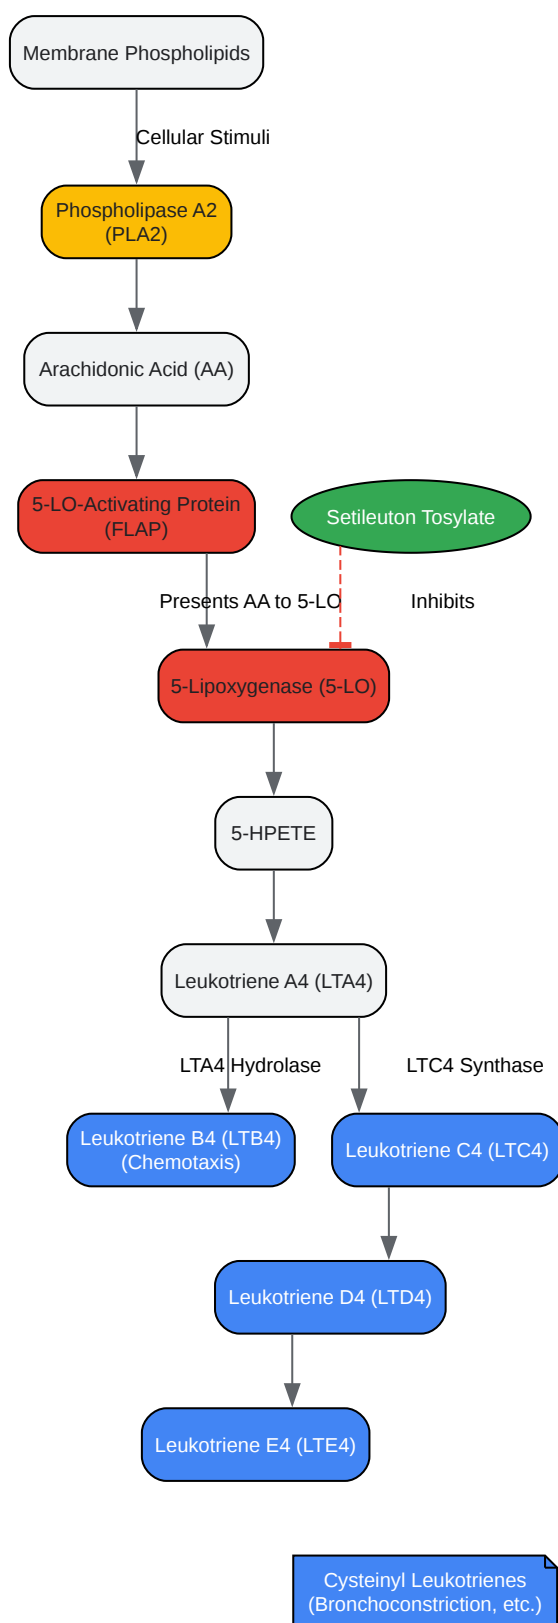 Membrane Phospholipids
Cellular Stimuli
Phospholipase A2
(PLA2)
Arachidonic Acid (AA)
5-LO-Activating Protein
(FLAP)
Setileuton Tosylate
Presents AA to 5-LO
Inhibits
5-Lipoxygenase (5-LO)
5-HPETE
Leukotriene A4 (LTA4)
LTA4 Hydrolase
LTC4 Synthase
Leukotriene B4 (LTB4)
(Chemotaxis)
Leukotriene C4 (LTC4)
Leukotriene D4 (LTD4)
Leukotriene E4 (LTE4)
Cysteinyl Leukotrienes
(Bronchoconstriction, etc.)